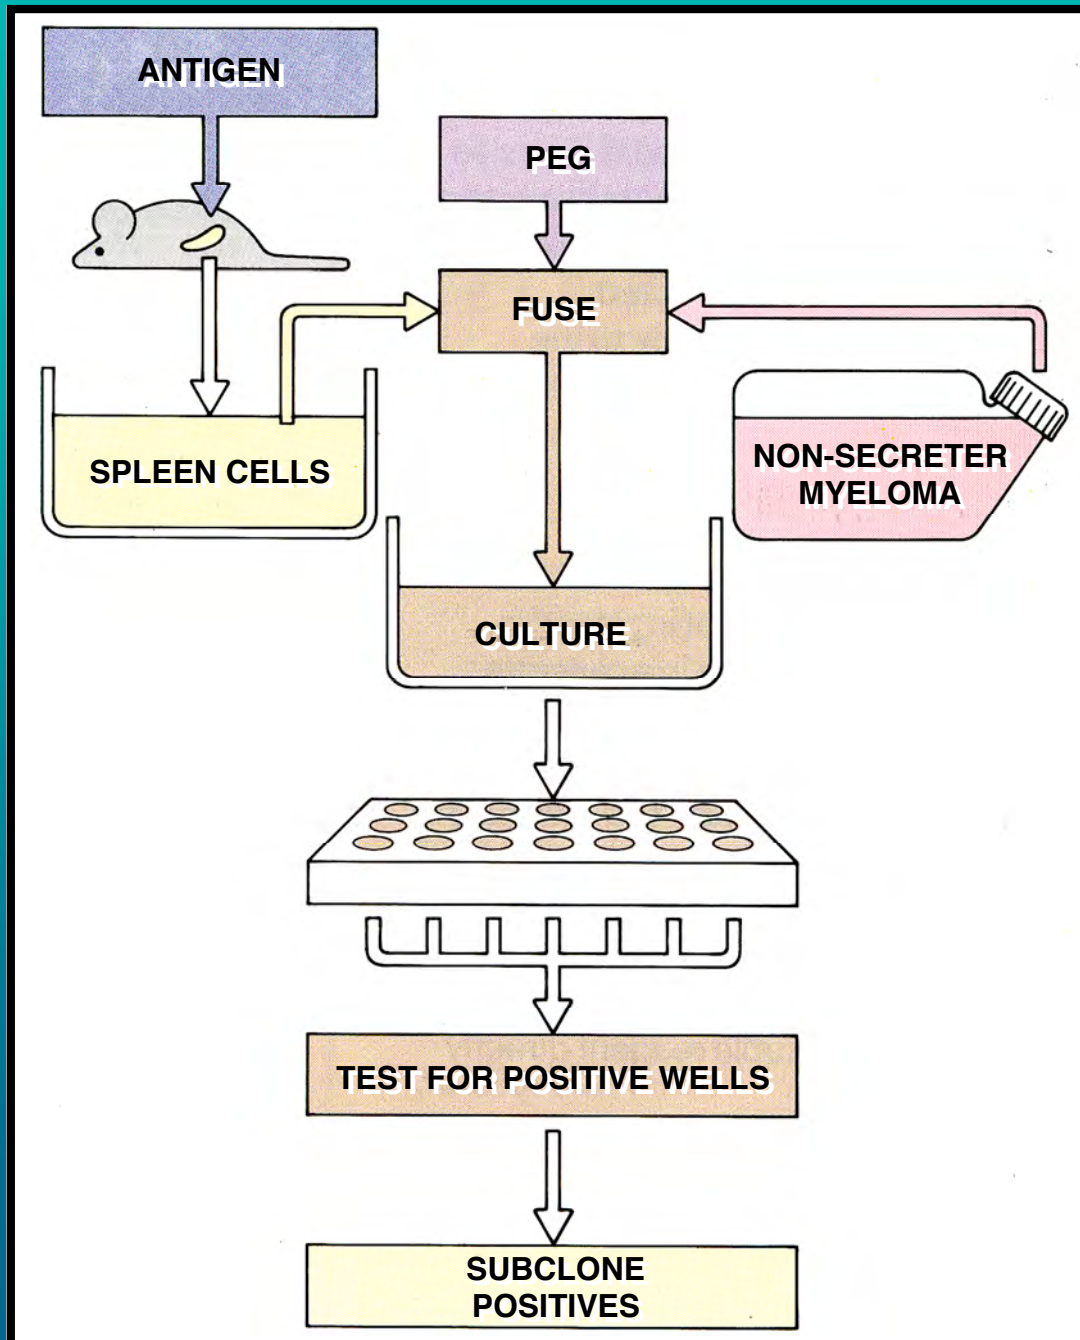 ANTIGEN
PEG
FUSE
SPLEEN CELLS
NON-SECRETER
MYELOMA
CULTURE
TEST FOR POSITIVE WELLS
SUBCLONE
POSITIVES